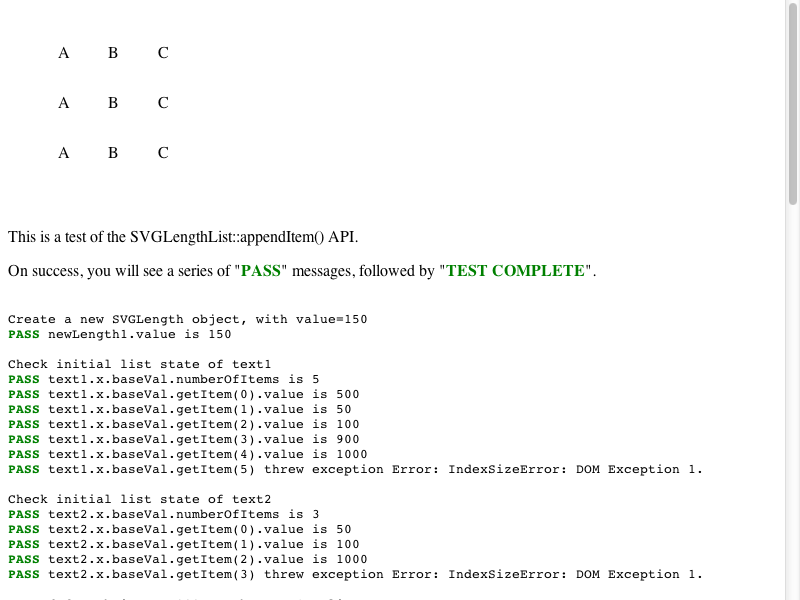 A B C
A B C
A B C
This is a test of the SVGLengthList::appendItem() API.
On success, you will see a series of "PASS" messages, followed by "TEST COMPLETE".
Create a new SVGLength object, with value=150
PASS newLength1.value is 150
Check initial list state of text1
PASS text1.x.baseVal.numberOfItems is 5
PASS text1.x.baseVal.getItem(0).value is 500
PASS text1.x.baseVal.getItem(1).value is 50
PASS text1.x.baseVal.getItem(2).value is 100
PASS text1.x.baseVal.getItem(3).value is 900
PASS text1.x.baseVal.getItem(4).value is 1000
PASS text1.x.baseVal.getItem(5) threw exception Error: IndexSizeError: DOM Exception 1.
Check initial list state of text2
PASS text2.x.baseVal.numberOfItems is 3
PASS text2.x.baseVal.getItem(0).value is 50
PASS text2.x.baseVal.getItem(1).value is 100
PASS text2.x.baseVal.getItem(2).value is 1000
PASS text2.x.baseVal.getItem(3) threw exception Error: IndexSizeError: DOM Exception 1.